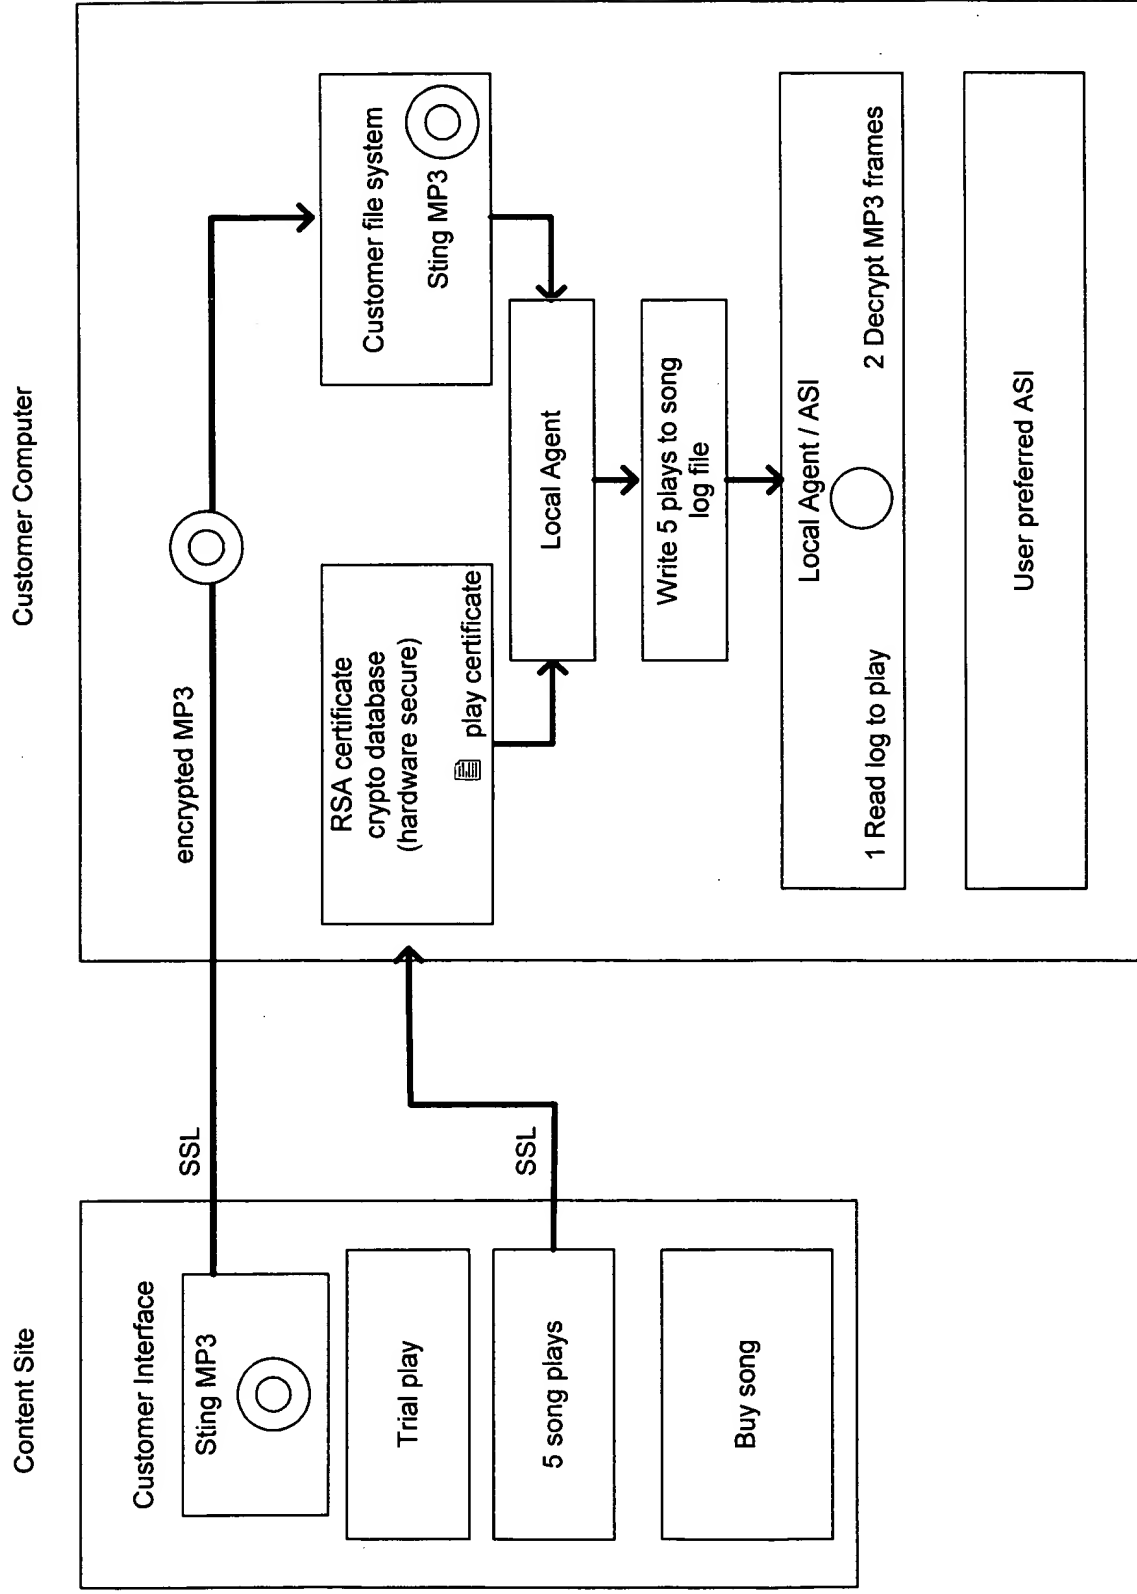 Content Site
Customer Interface
Sting MP3
Trial play
5 song plays
Buy song
SSL
SSL
encrypted MP3
Customer Computer
RSA certificate
crypto database
(hardware secure)
play certificate
Customer file system
Sting MP3
Local Agent
Write 5 plays to song
log file
Local Agent / ASI
1 Read log to play
2 Decrypt MP3 frames
User preferred ASI